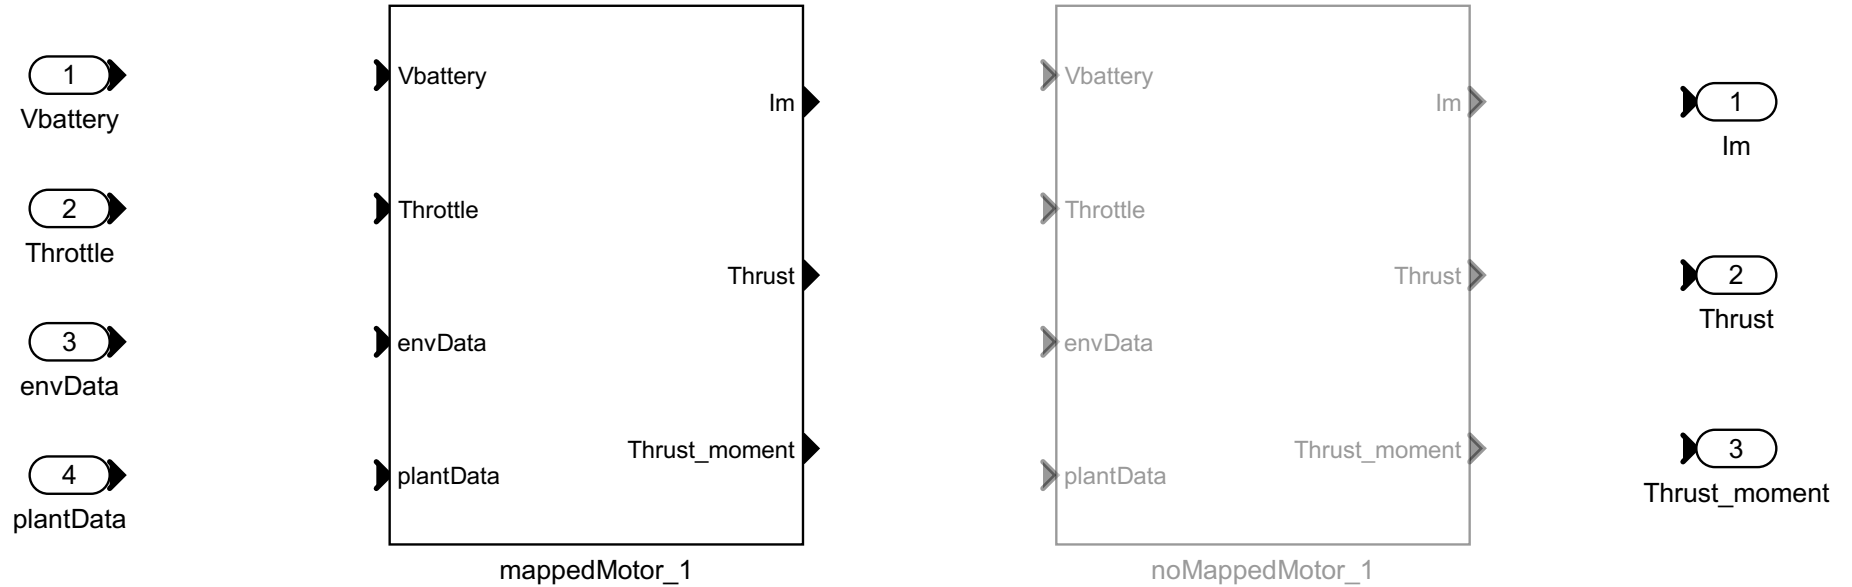 1
Vbattery
2
Throttle
3
envData
4
plantData
Vbattery
Throttle
envData
plantData
Im
Thrust
Thrust_moment
mappedMotor_1
Vbattery
Throttle
envData
plantData
Im
Thrust
Thrust_moment
noMappedMotor_1
1
Im
2
Thrust
3
Thrust_moment